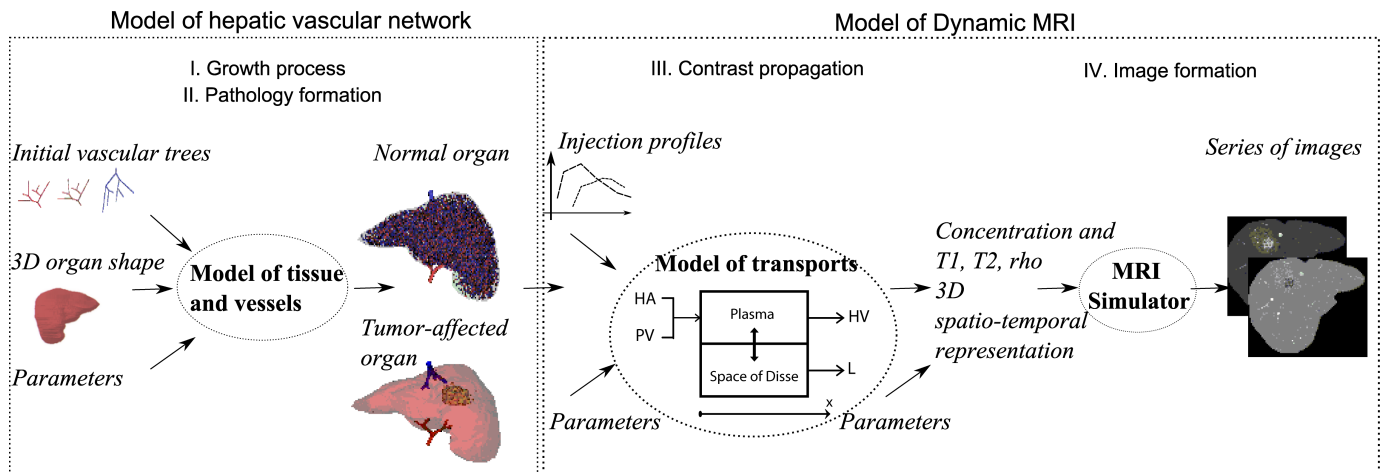 Model of hepatic vascular network
I. Growth process
II. Pathology formation
Initial vascular trees
3D organ shape
Parameters
Model of tissue
and vessels
Normal organ
Tumor-affected
organ
Model of Dynamic MRI
III. Contrast propagation
Injection profiles
Model of transports
HA
PV
Plasma
Space of Disse
HV
L
x
Parameters
IV. Image formation
Concentration and
T1, T2, rho
3D
spatio-temporal
representation
Parameters
MRI
Simulator
Series of images